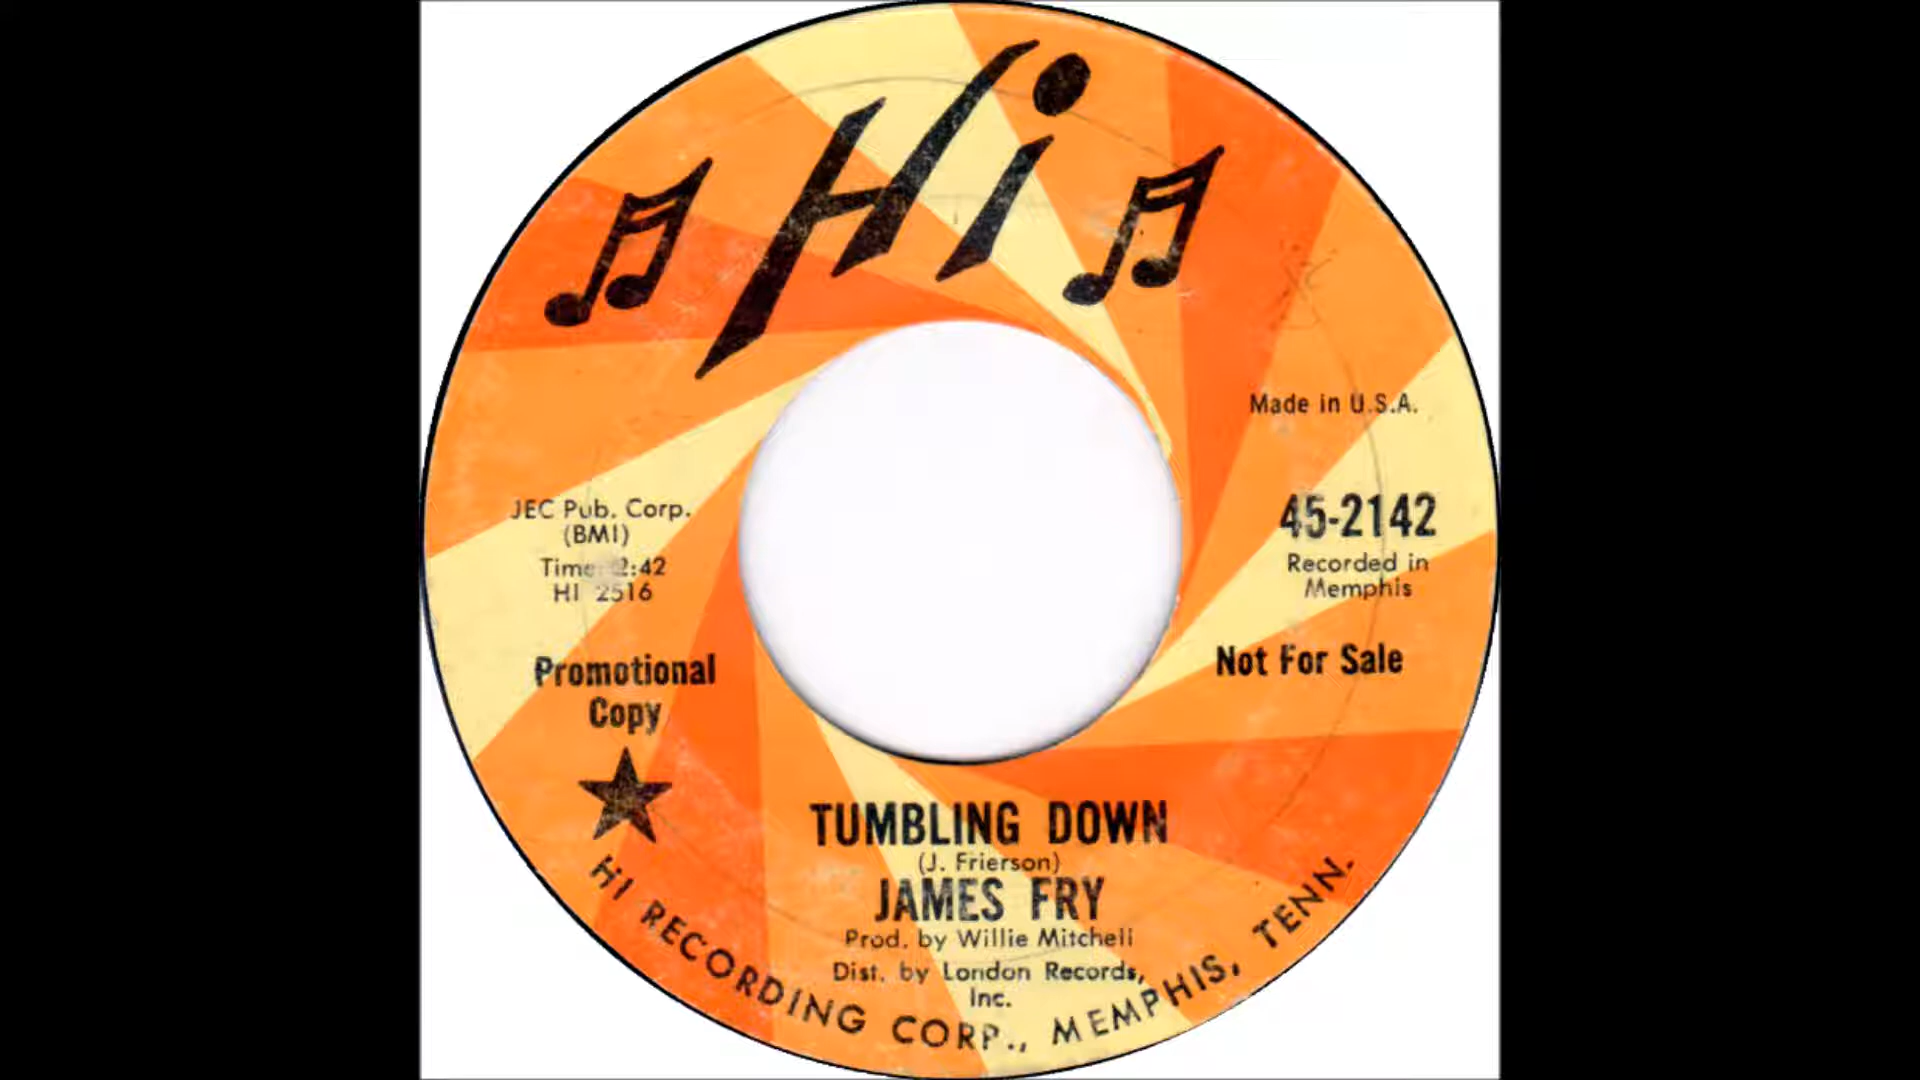 Hi
Made in U.S.A.
JEC Pub. Corp.
(BMI)
Time 2:42
HI 2516
45-2142
Recorded in
Memphis
Promotional
Copy
Not For Sale
TUMBLING DOWN
(J. Frierson)
JAMES FRY
Prod. by Willie Mitchell
Dist. by London Records,
Inc.
HI RECORDING CORP., MEMPHIS, TENN.